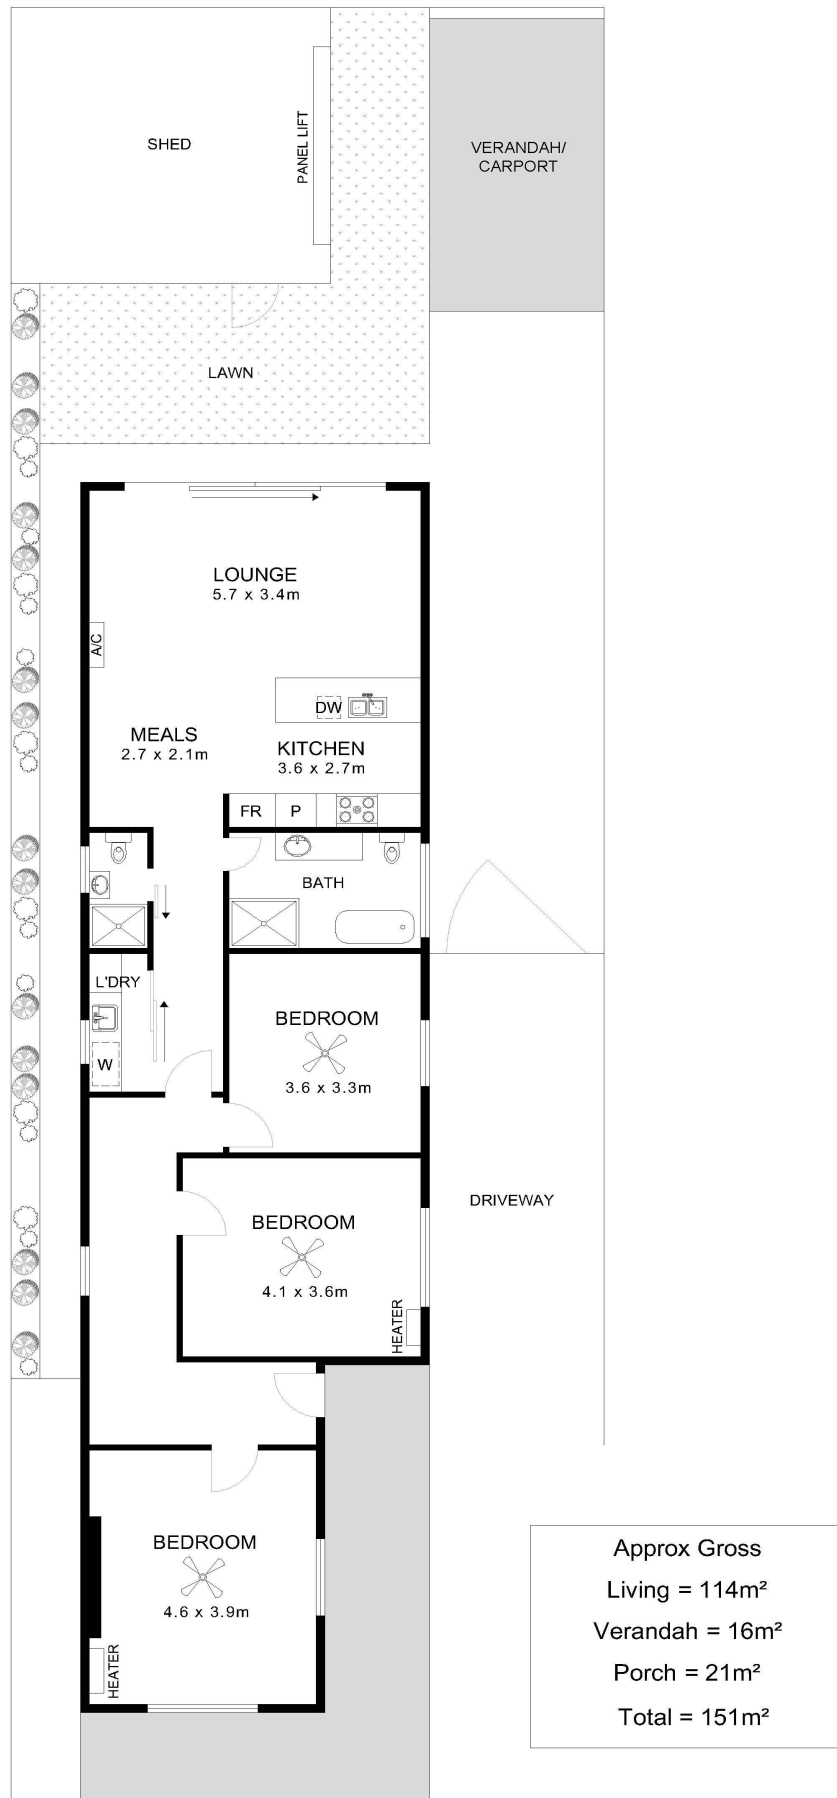 SHED
PANEL LIFT
VERANDAH/
CARPORT
LAWN
LOUNGE
5.7 x 3.4m
A/C
DW
MEALS
2.7 x 2.1m
KITCHEN
3.6 x 2.7m
FR
P
BATH
L'DRY
W
BEDROOM
3.6 x 3.3m
DRIVEWAY
BEDROOM
4.1 x 3.6m
HEATER
BEDROOM
4.6 x 3.9m
HEATER
Approx Gross
Living = 114m²
Verandah = 16m²
Porch = 21m²
Total = 151m²